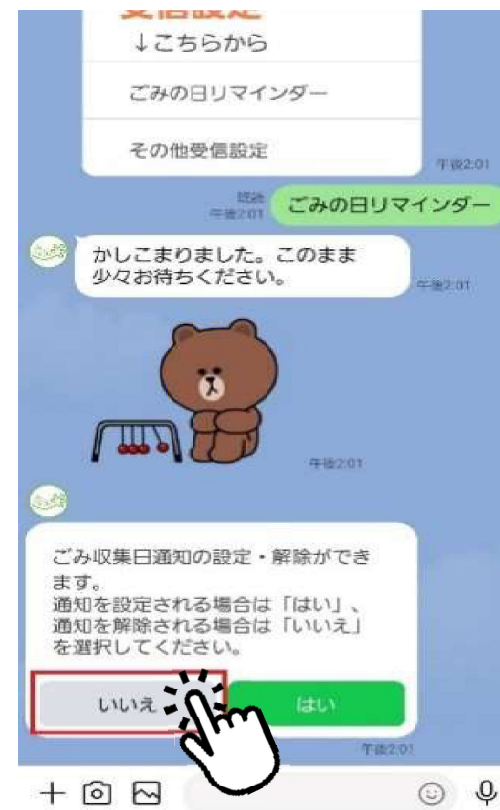 受信設定
↓こちらから
ごみの日リマインダー
その他受信設定
午後2:01
既読
午後2:01
ごみの日リマインダー
かしこまりました。このまま
少々お待ちください。
午後2:01
午後2:01
ごみ収集日通知の設定・解除ができ
ます。
通知を設定される場合は「はい」、
通知を解除される場合は「いいえ」
を選択してください。
いいえ
はい
午後2:01